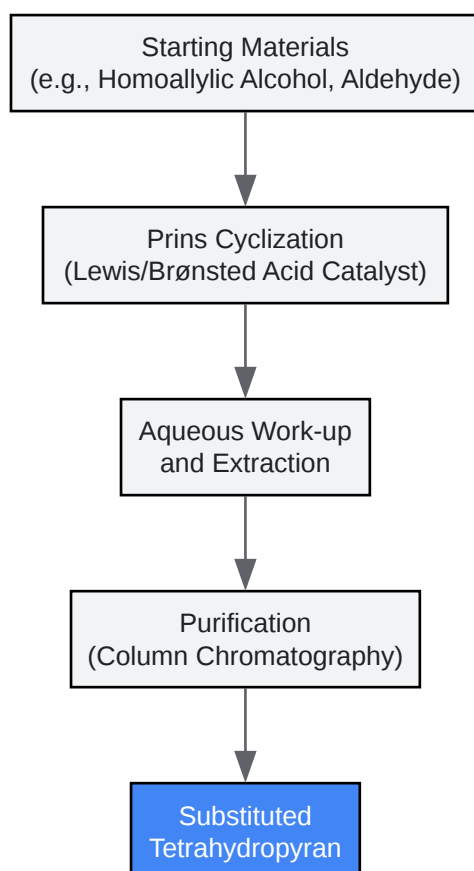 Starting Materials
(e.g., Homoallylic Alcohol, Aldehyde)
Prins Cyclization
(Lewis/Brønsted Acid Catalyst)
Aqueous Work-up
and Extraction
Purification
(Column Chromatography)
Substituted
Tetrahydropyran